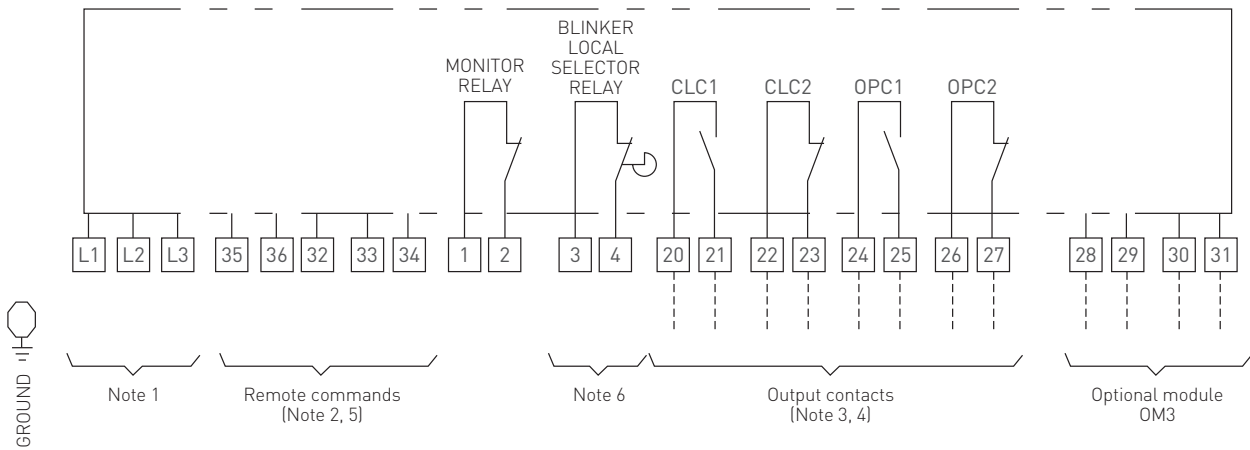 BLINKER
LOCAL
SELECTOR
RELAY
MONITOR
RELAY
CLC1 CLC2 OPC1 OPC2
L1 L2 L3 35 36 32 33 34 1 2 3 4 20 21 22 23 24 25 26 27 28 29 30 31
GROUND
Note 1
Remote commands
(Note 2, 5)
Note 6
Output contacts
(Note 3, 4)
Optional module
OM3